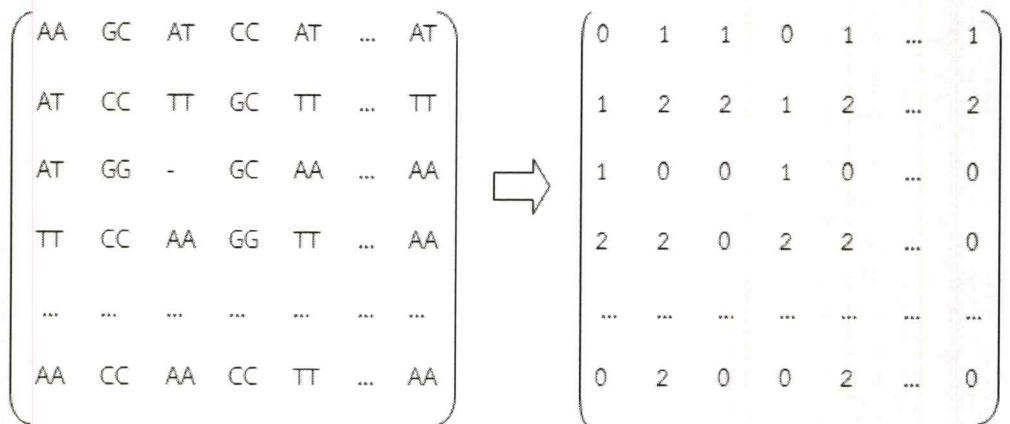 AA GC AT CC AT ... AT 0 1 1 0 1 ... 1
AT CC TT GC TT ... TT 1 2 2 1 2 ... 2
AT GG - GC AA ... AA 1 0 0 1 0 ... 0
TT CC AA GG TT ... AA 2 2 0 2 2 ... 0
... ... ... ... ... ... ... ... ... ... ... ... ... ...
AA CC AA CC TT ... AA 0 2 0 0 2 ... 0